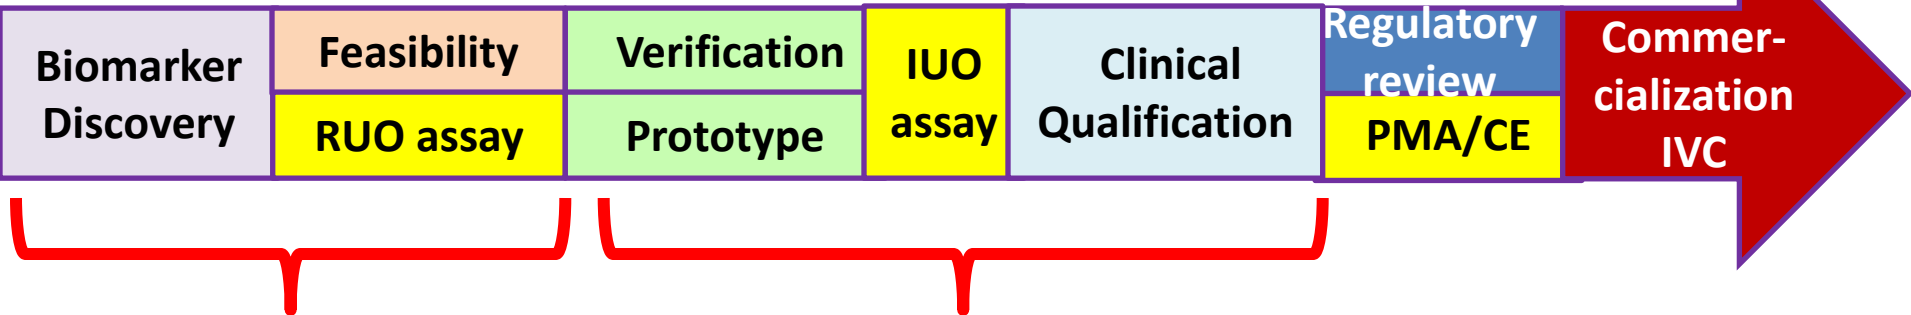 Biomarker
Discovery
Feasibility
RUO assay
Verification
Prototype
IUO
assay
Clinical
Qualification
Regulatory
review
PMA/CE
Commer-
cialization
IVC